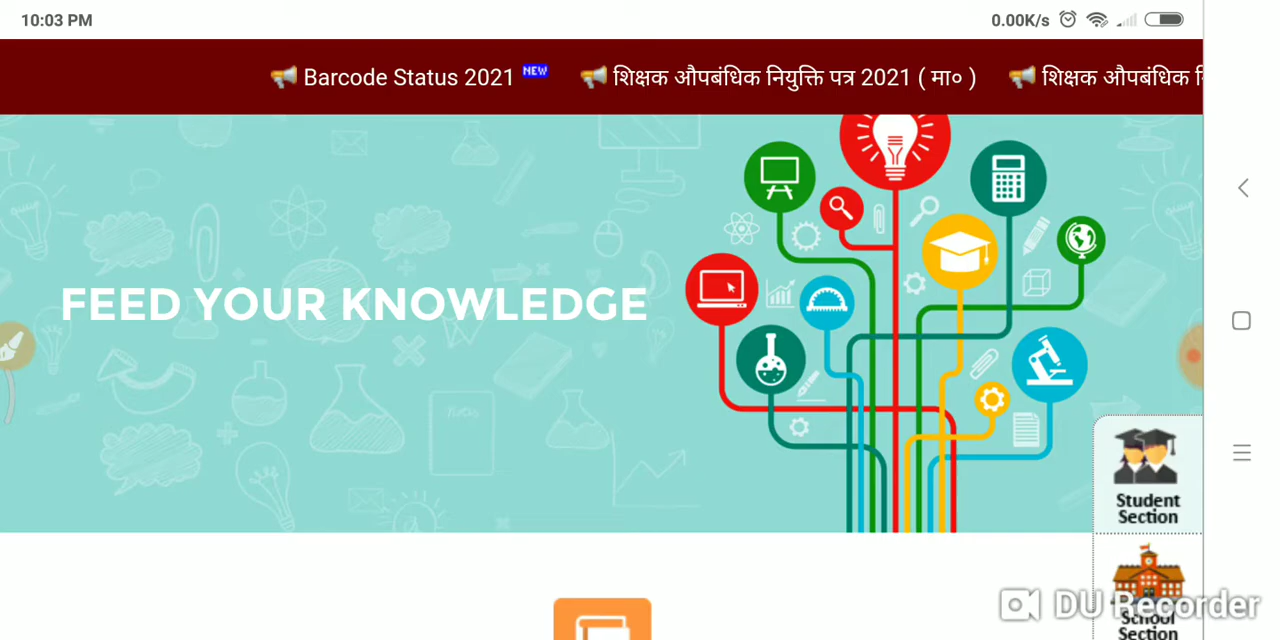 10:03 PM
0.00K/s
Barcode Status 2021 NEW शिक्षक औपबंधिक नियुक्ति पत्र 2021 ( मा० ) शिक्षक औपबंधिक
FEED YOUR KNOWLEDGE
Student
Section
School
Section
DU Recorder